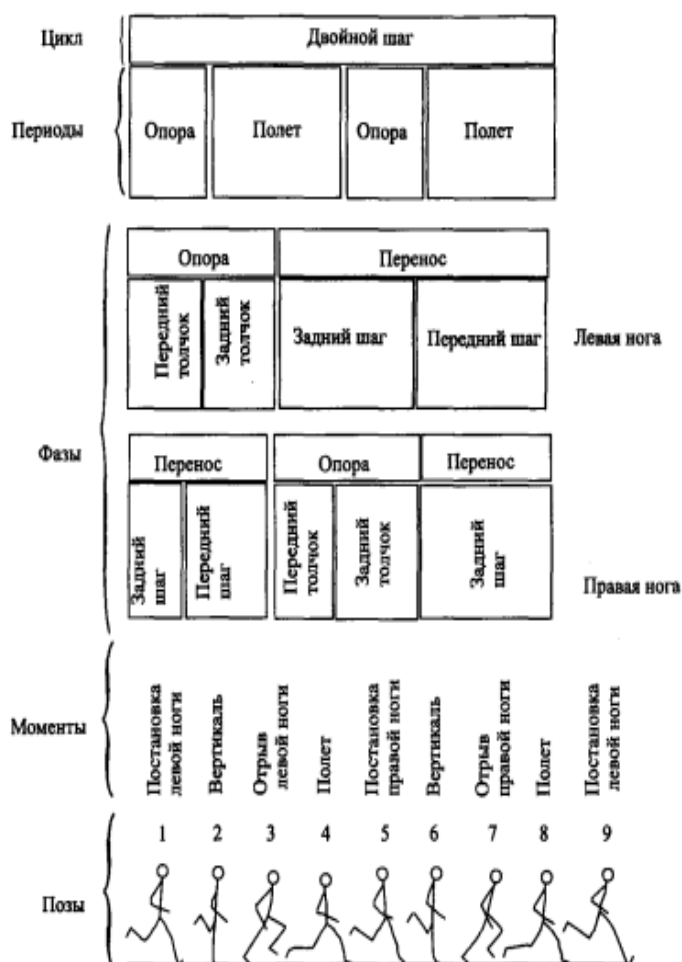 Цикл
Двойной шаг
Периоды
Опора
Полет
Опора
Полет
Фазы
Опора
Перенос
Передний
толчок
Задний
толчок
Задний шаг
Передний шаг
Левая нога
Перенос
Опора
Перенос
Задний
шаг
Передний
шаг
Передний
толчок
Задний
толчок
Задний
шаг
Правая нога
Моменты
Постановка
левой ноги
Вертикаль
Отрыв
левой ноги
Полет
Постановка
правой ноги
Вертикаль
Отрыв
правой ноги
Полет
Постановка
левой ноги
Позы
1 2 3 4 5 6 7 8 9